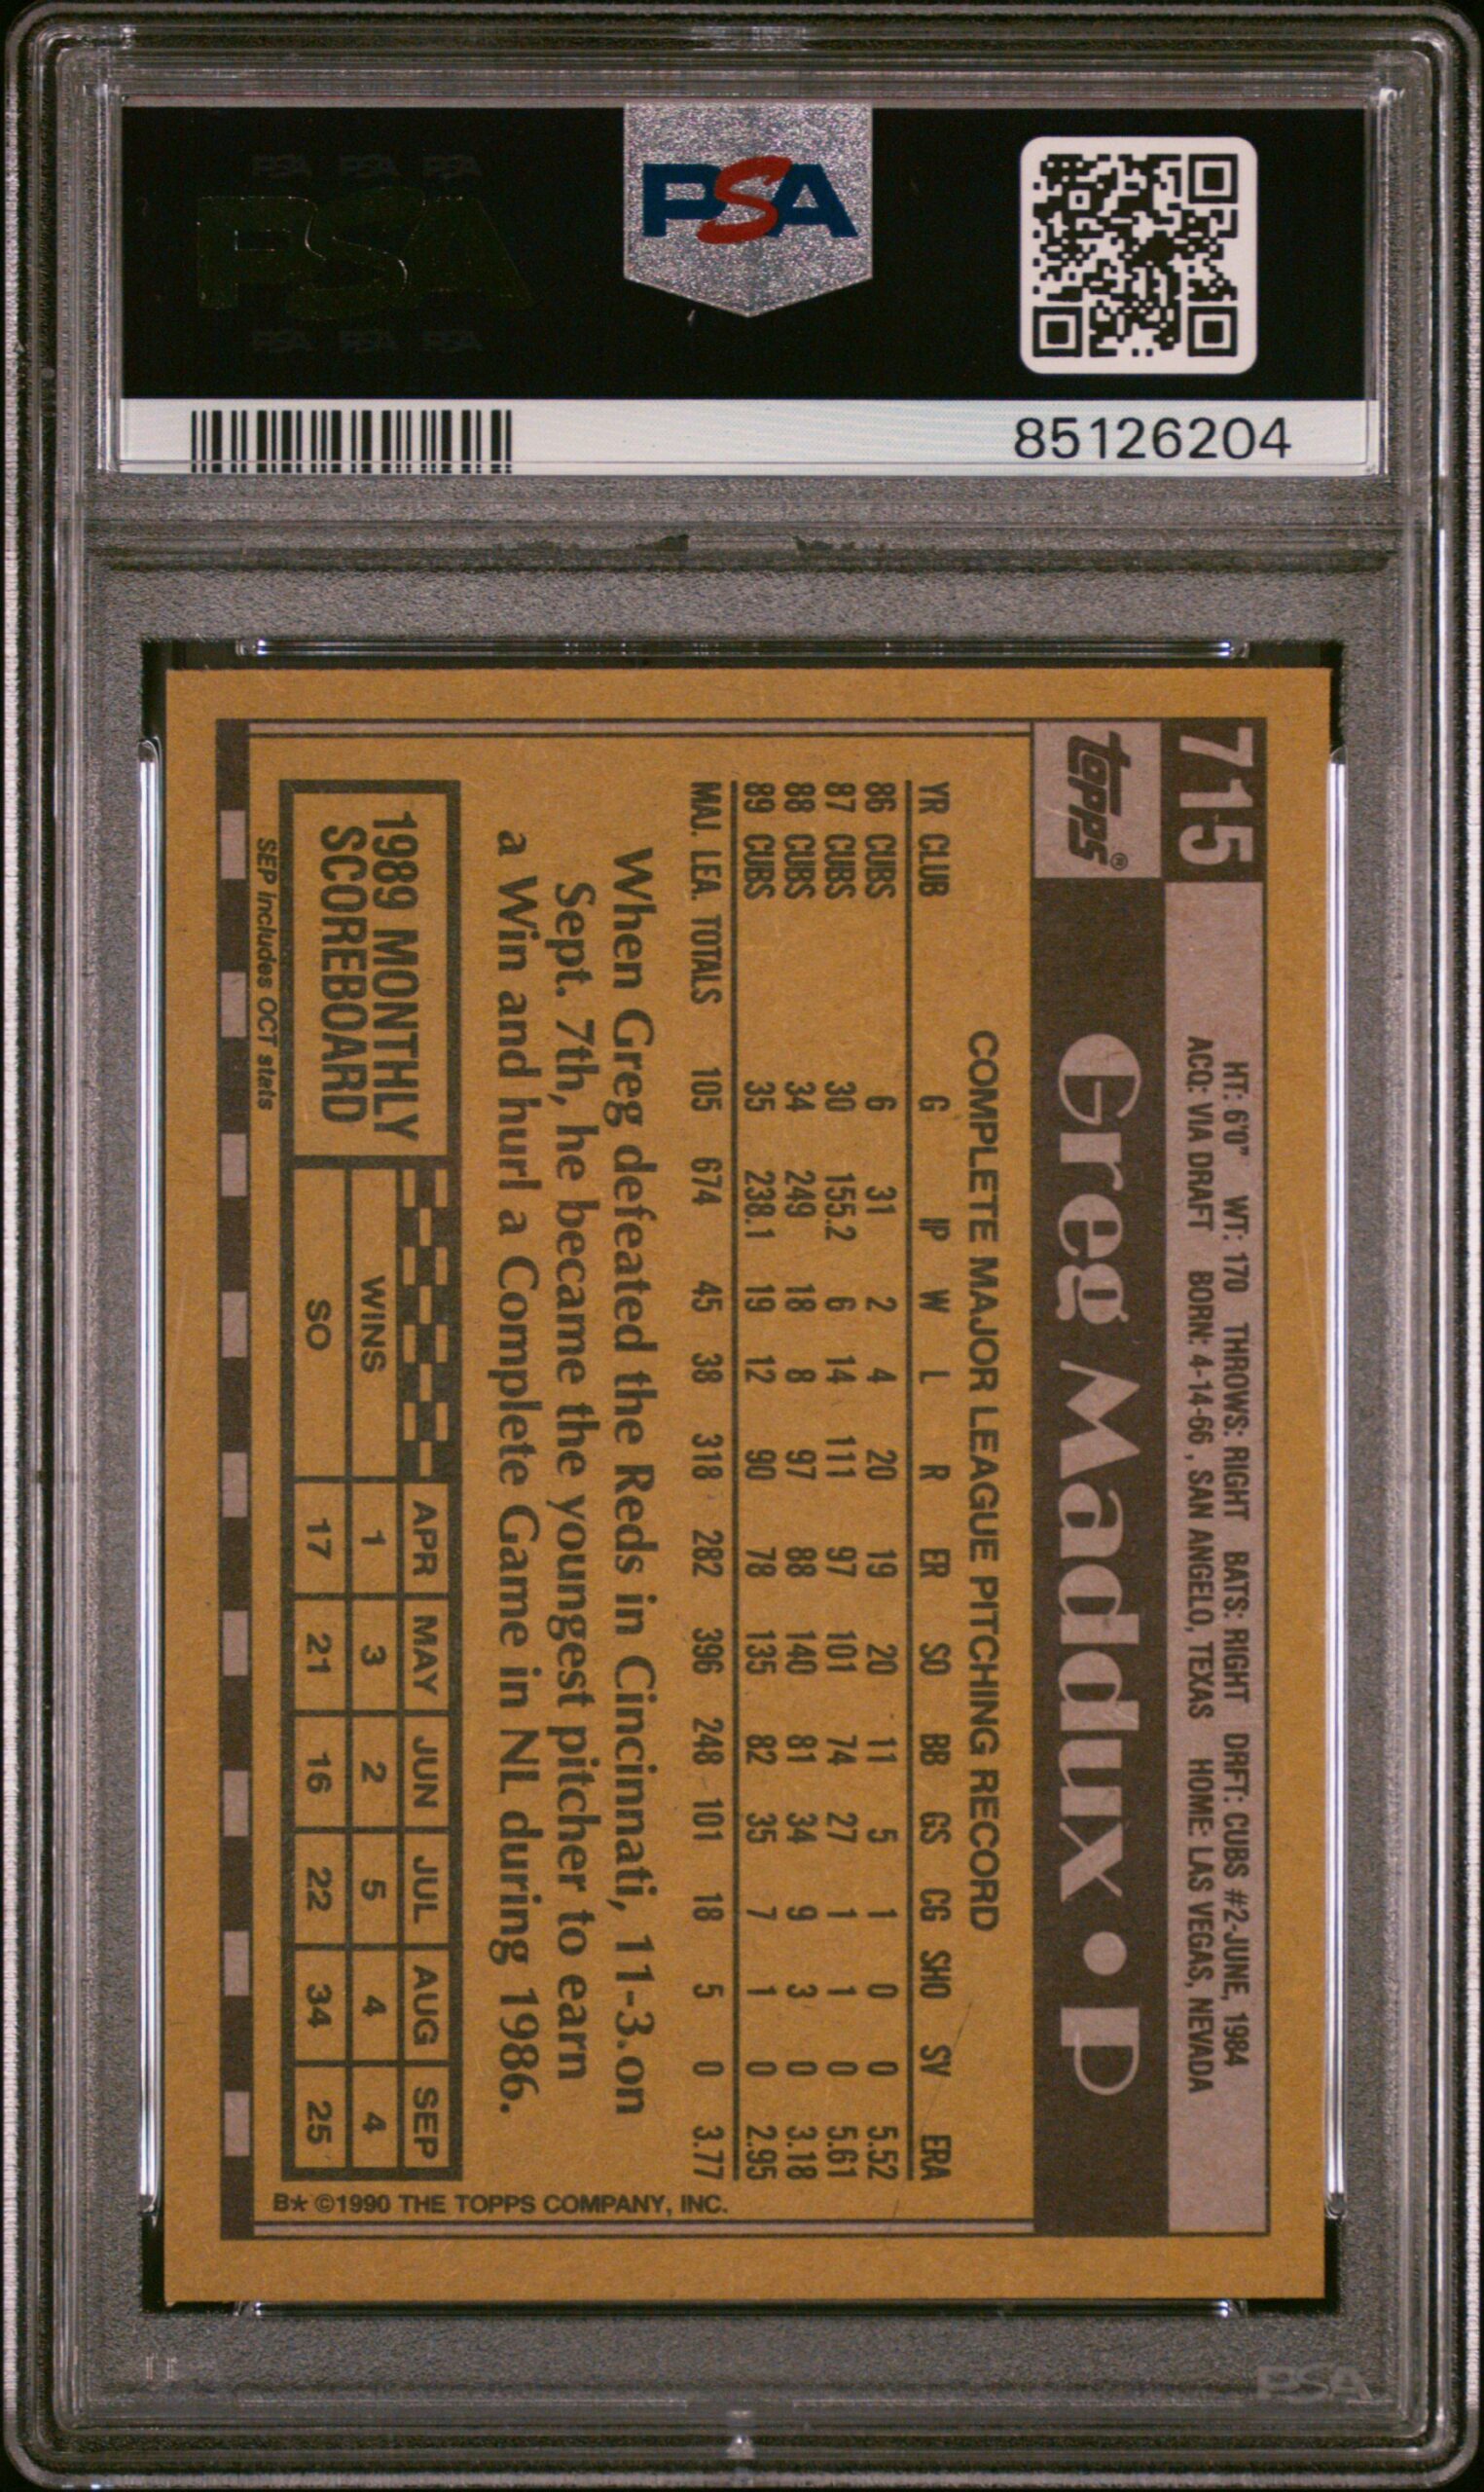 PSA PSA PSA
PSA
PSA PSA PSA
PSA
85126204
715
topps®
HT: 6'0" WT: 170 THROWS: RIGHT BATS: RIGHT DRFT: CUBS #2-JUNE, 1984
ACQ: VIA DRAFT BORN: 4-14-66, SAN ANGELO, TEXAS HOME: LAS VEGAS, NEVADA
Greg Maddux • P
COMPLETE MAJOR LEAGUE PITCHING RECORD
YR CLUB G IP W L R ER SO BB GS CG SHO SV ERA
86 CUBS 6 31 2 4 20 19 20 11 5 1 0 0 5.52
87 CUBS 30 155.2 6 14 111 97 101 74 27 1 1 0 5.61
88 CUBS 34 249 18 8 97 88 140 81 34 9 3 0 3.18
89 CUBS 35 238.1 19 12 90 78 135 82 35 7 1 0 2.95
MAJ. LEA. TOTALS 105 674 45 38 318 282 396 248 101 18 5 0 3.77
When Greg defeated the Reds in Cincinnati, 11-3.on
Sept. 7th, he became the youngest pitcher to earn
a Win and hurl a Complete Game in NL during 1986.
1989 MONTHLY
SCOREBOARD
APR MAY JUN JUL AUG SEP
WINS 1 3 2 5 4 4
SO 17 21 16 22 34 25
SEP includes OCT stats
B* ©1990 THE TOPPS COMPANY, INC.
PSA